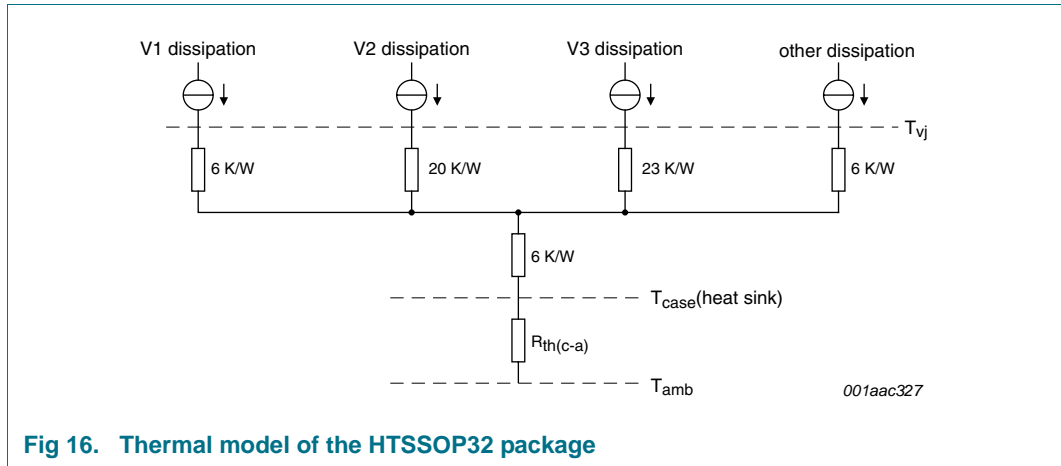 V1 dissipation V2 dissipation V3 dissipation other dissipation
Tvj
6 K/W 20 K/W 23 K/W 6 K/W
6 K/W
Tcase(heat sink)
Rth(c-a)
Tamb
001aac327
Fig 16. Thermal model of the HTSSOP32 package